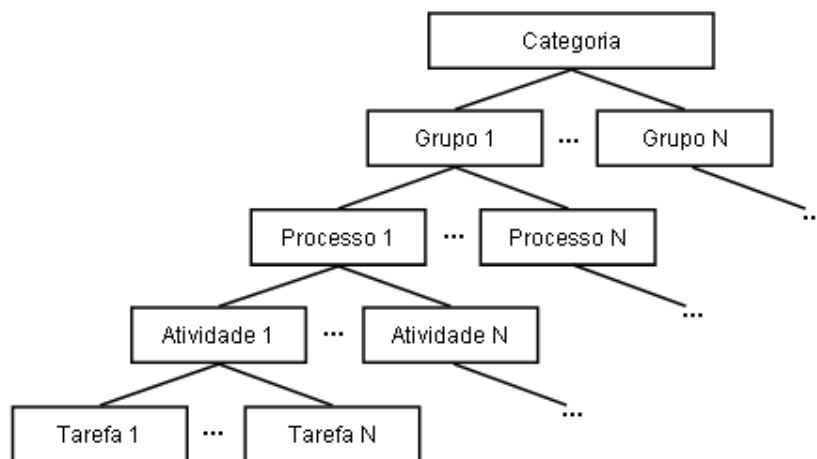 Categoria
Grupo 1 ... Grupo N
...
Processo 1 ... Processo N
...
Atividade 1 ... Atividade N
...
Tarefa 1 ... Tarefa N